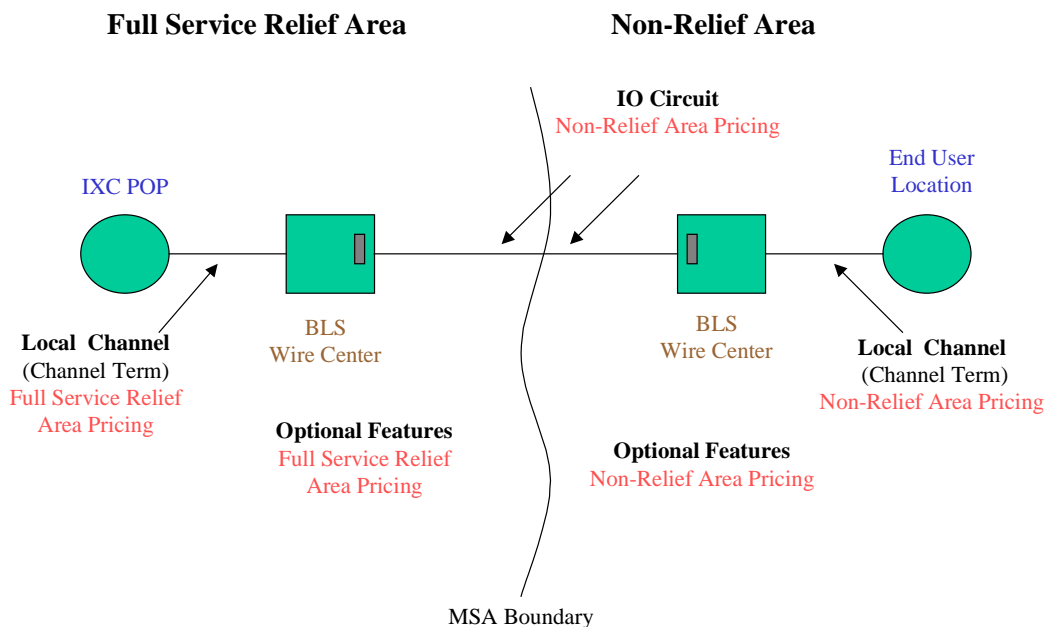 Full Service Relief Area
Non-Relief Area
IO Circuit
Non-Relief Area Pricing
IXC POP
End User
Location
BLS
Wire Center
BLS
Wire Center
Local Channel
(Channel Term)
Full Service Relief
Area Pricing
Local Channel
(Channel Term)
Non-Relief Area Pricing
Optional Features
Full Service Relief
Area Pricing
Optional Features
Non-Relief Area Pricing
MSA Boundary